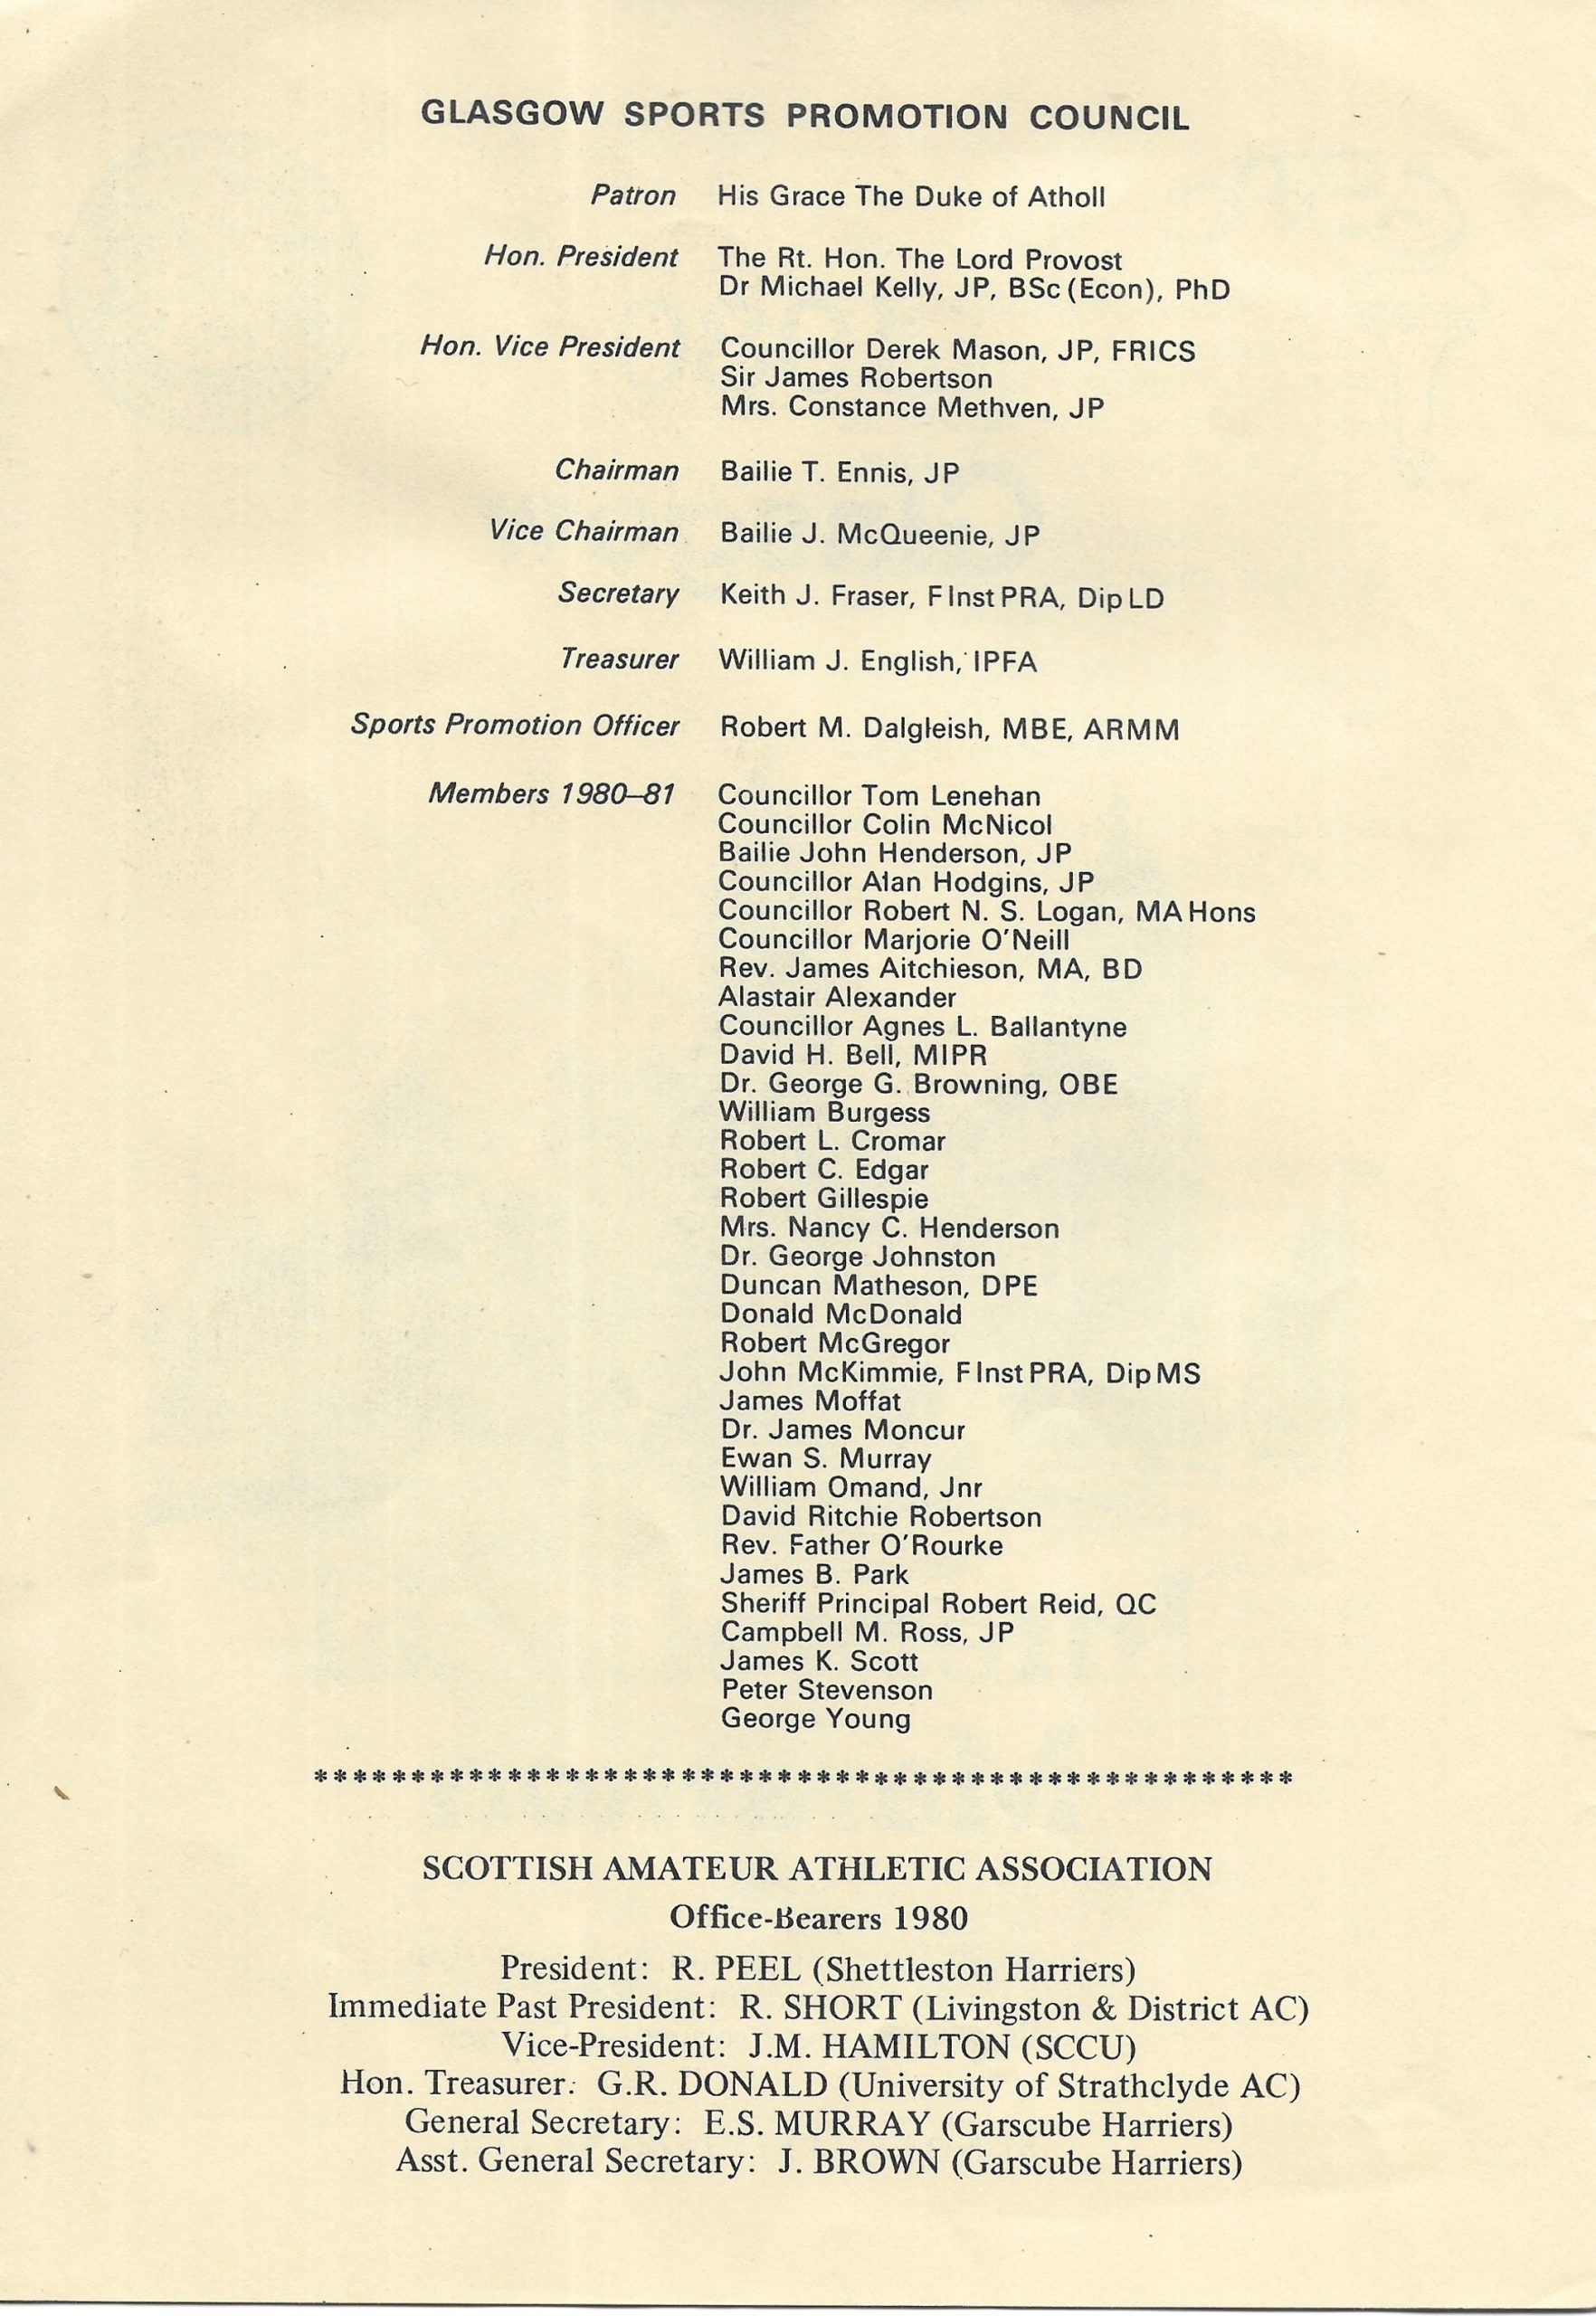 GLASGOW SPORTS PROMOTION COUNCIL
Patron His Grace The Duke of Atholl
Hon. President The Rt. Hon. The Lord Provost
Dr Michael Kelly, JP, BSc (Econ), PhD
Hon. Vice President Councillor Derek Mason, JP, FRICS
Sir James Robertson
Mrs. Constance Methven, JP
Chairman Bailie T. Ennis, JP
Vice Chairman Bailie J. McQueenie, JP
Secretary Keith J. Fraser, F Inst PRA, Dip LD
Treasurer William J. English, IPFA
Sports Promotion Officer Robert M. Dalgleish, MBE, ARMM
Members 1980–81 Councillor Tom Lenehan
Councillor Colin McNicol
Bailie John Henderson, JP
Councillor Alan Hodgins, JP
Councillor Robert N. S. Logan, MA Hons
Councillor Marjorie O'Neill
Rev. James Aitchieson, MA, BD
Alastair Alexander
Councillor Agnes L. Ballantyne
David H. Bell, MIPR
Dr. George G. Browning, OBE
William Burgess
Robert L. Cromar
Robert C. Edgar
Robert Gillespie
Mrs. Nancy C. Henderson
Dr. George Johnston
Duncan Matheson, DPE
Donald McDonald
Robert McGregor
John McKimmie, F Inst PRA, Dip MS
James Moffat
Dr. James Moncur
Ewan S. Murray
William Omand, Jnr
David Ritchie Robertson
Rev. Father O'Rourke
James B. Park
Sheriff Principal Robert Reid, QC
Campbell M. Ross, JP
James K. Scott
Peter Stevenson
George Young
***************************************************
SCOTTISH AMATEUR ATHLETIC ASSOCIATION
Office-Bearers 1980
President: R. PEEL (Shettleston Harriers)
Immediate Past President: R. SHORT (Livingston & District AC)
Vice-President: J.M. HAMILTON (SCCU)
Hon. Treasurer: G.R. DONALD (University of Strathclyde AC)
General Secretary: E.S. MURRAY (Garscube Harriers)
Asst. General Secretary: J. BROWN (Garscube Harriers)